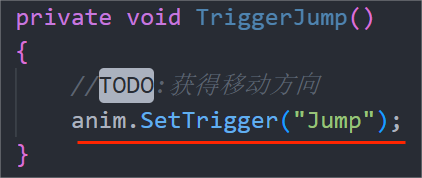 private void TriggerJump()
{
//TODO:获得移动方向
anim.SetTrigger("Jump");
}